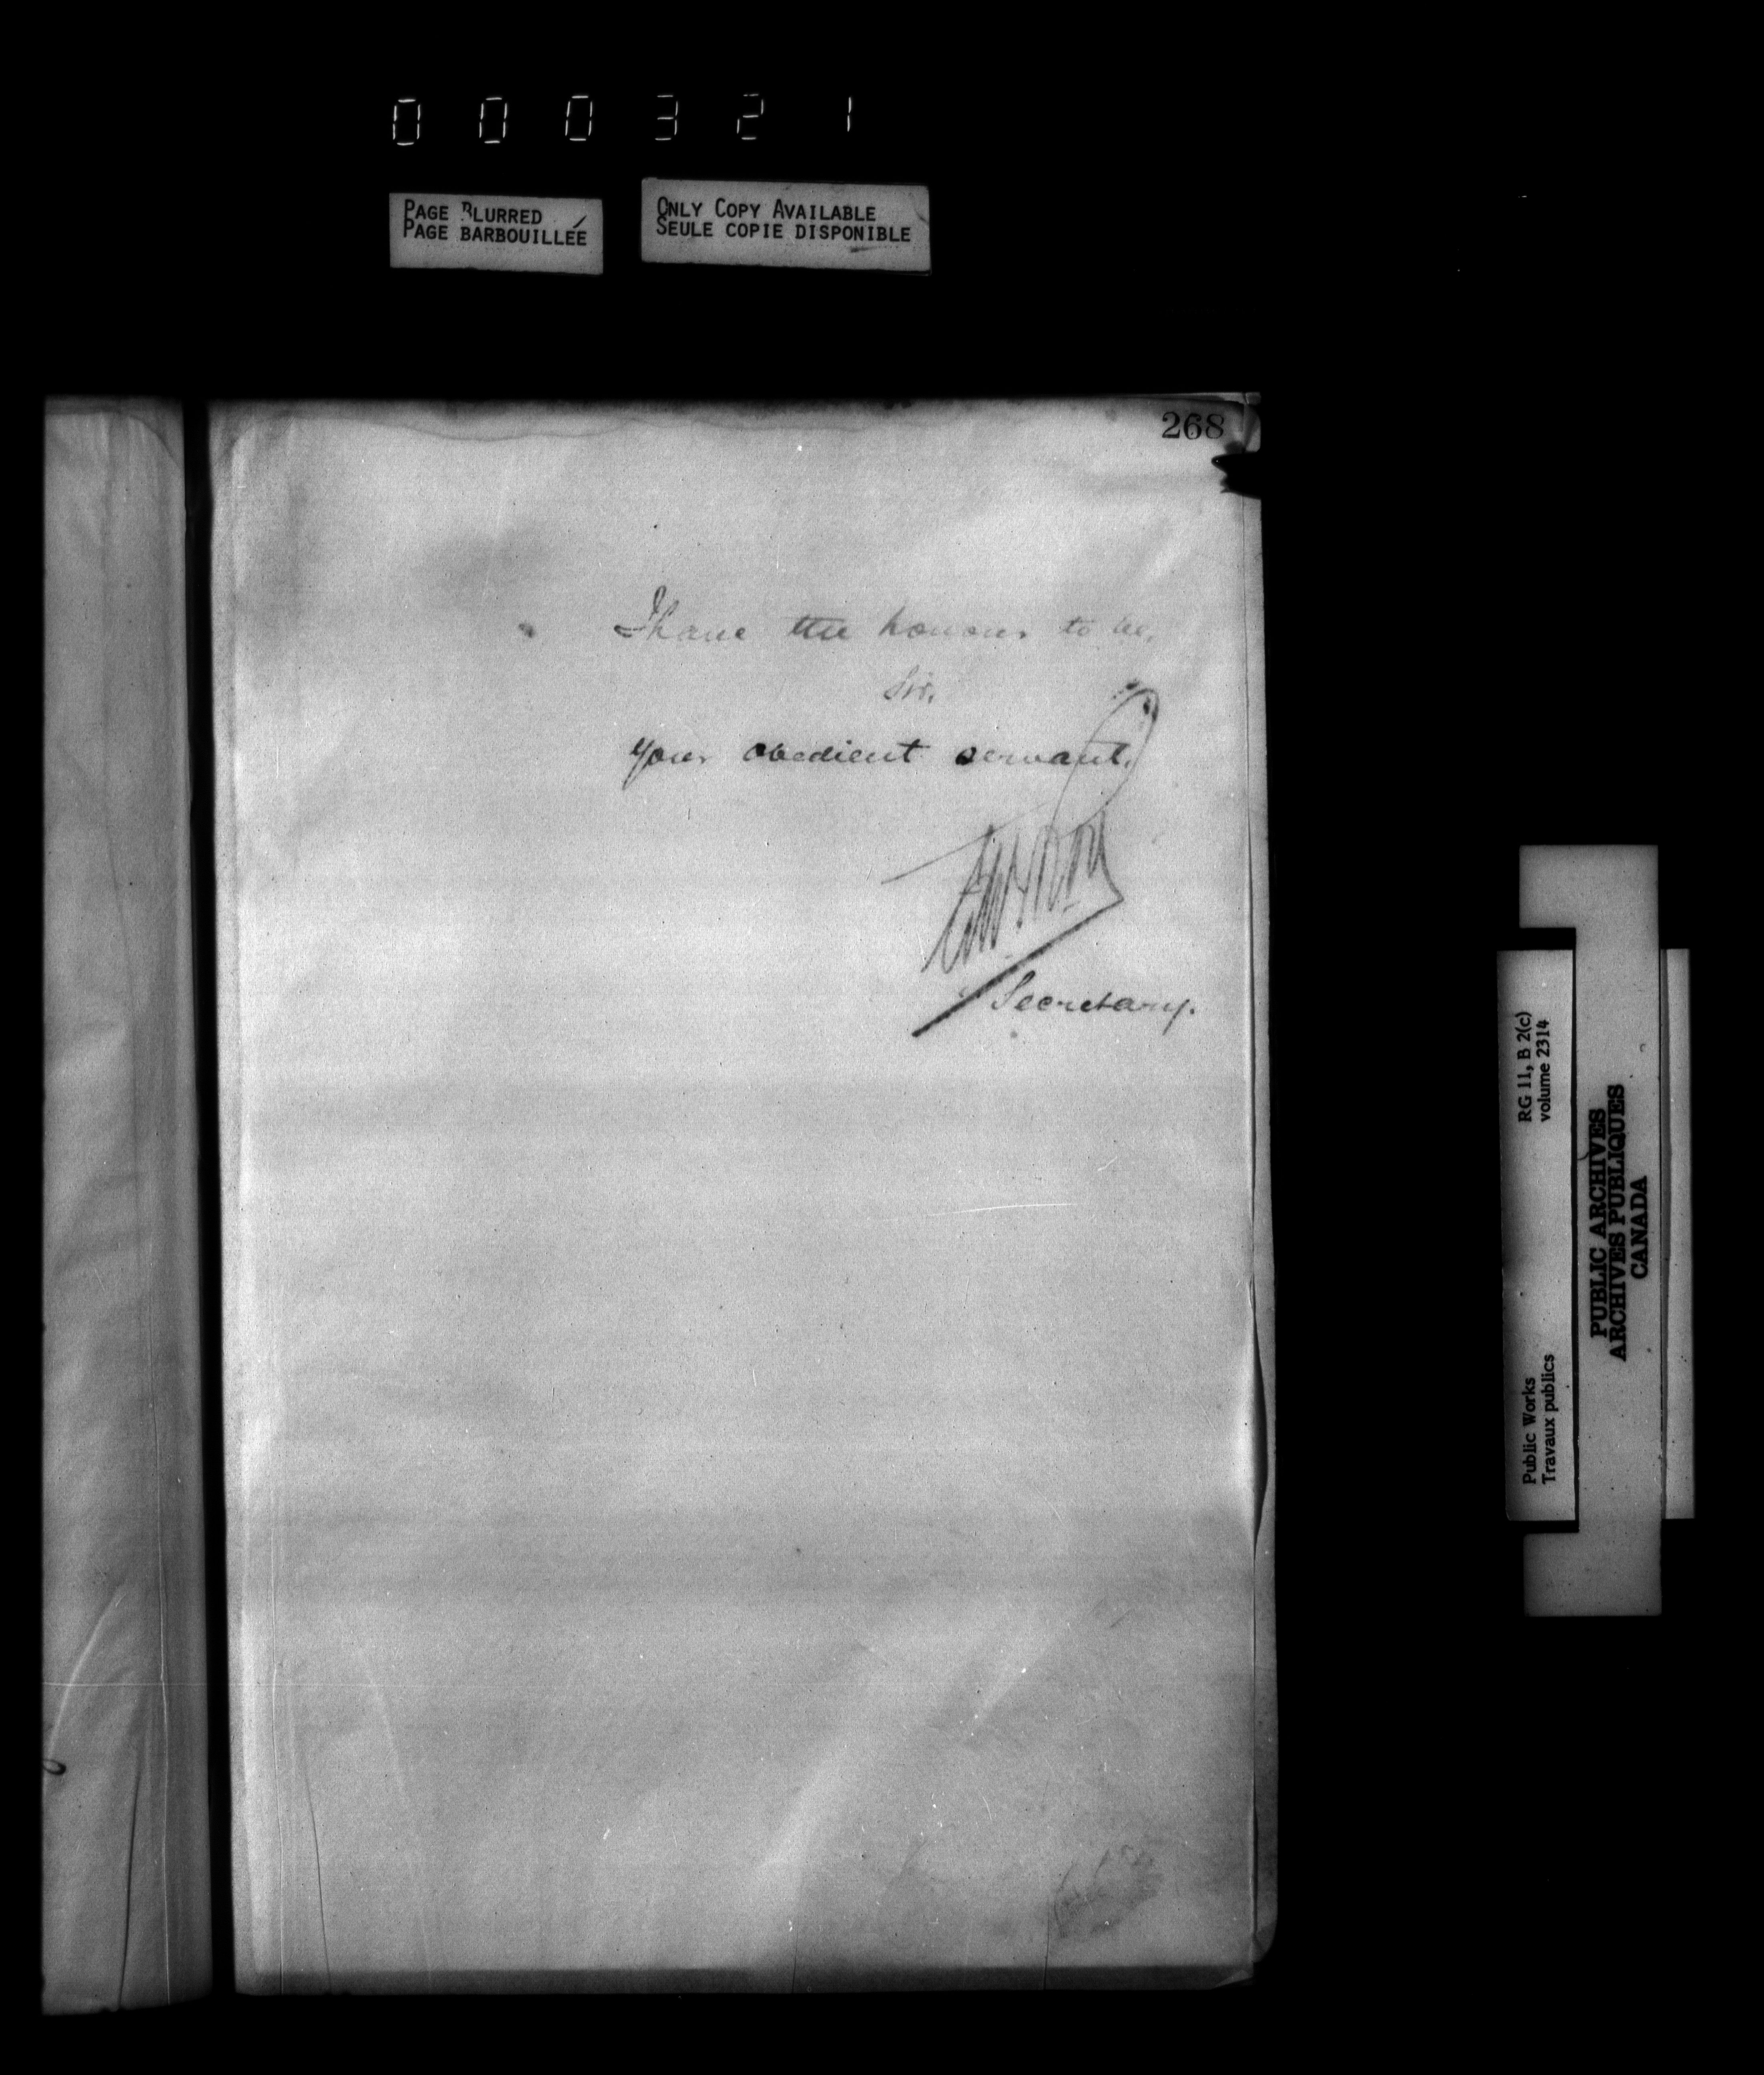 000321
PAGE BLURRED
PAGE BARBOUILLÉE
ONLY COPY AVAILABLE
SEULE COPIE DISPONIBLE
268
I have the honour to be,
Sir,
Your obedient servant,
Secretary.
RG 11, B 2(c)
volume 2314
Public Works
Travaux publics
PUBLIC ARCHIVES
ARCHIVES PUBLIQUES
CANADA